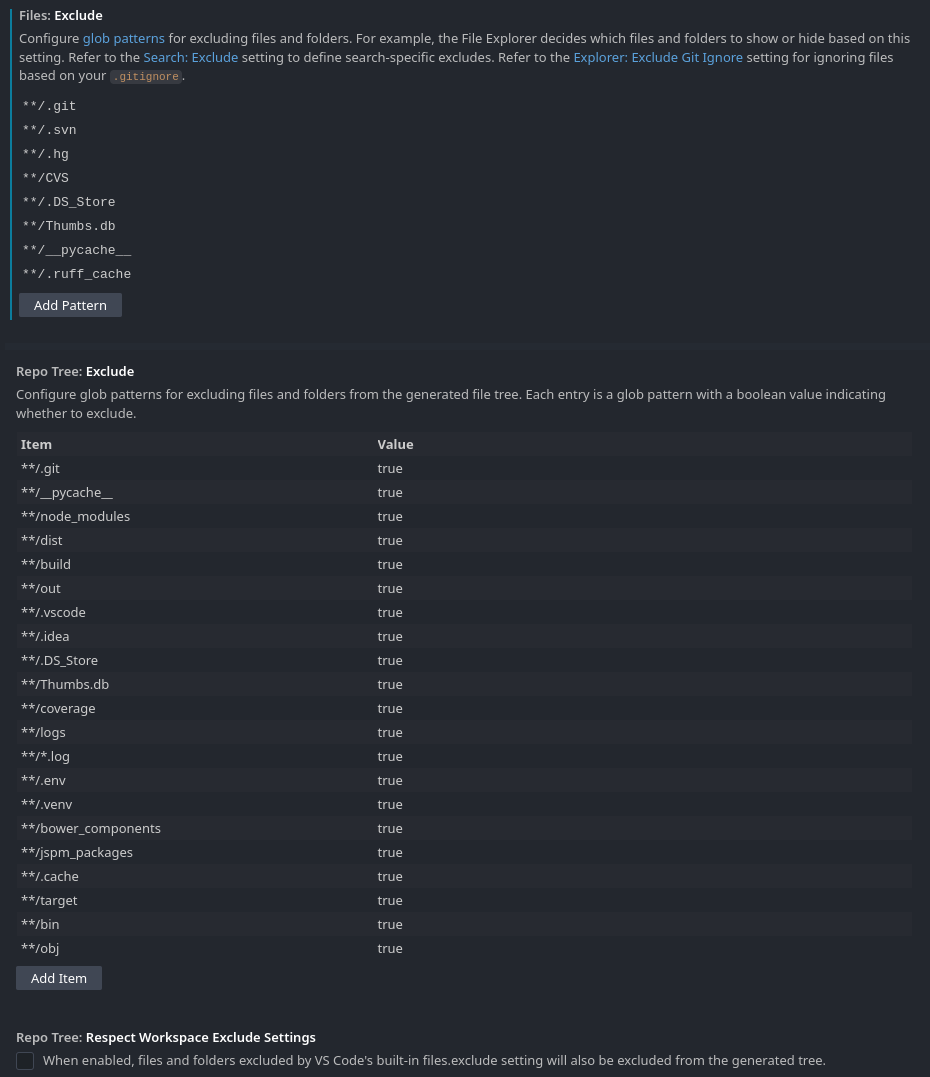 Files: Exclude
Configure glob patterns for excluding files and folders. For example, the File Explorer decides which files and folders to show or hide based on this
setting. Refer to the Search: Exclude setting to define search-specific excludes. Refer to the Explorer: Exclude Git Ignore setting for ignoring files
based on your .gitignore.
**/.git
**/.svn
**/.hg
**/CVS
**/.DS_Store
**/Thumbs.db
**/__pycache__
**/.ruff_cache
Add Pattern
Repo Tree: Exclude
Configure glob patterns for excluding files and folders from the generated file tree. Each entry is a glob pattern with a boolean value indicating
whether to exclude.
Item Value
**/.git true
**/__pycache__ true
**/node_modules true
**/dist true
**/build true
**/out true
**/.vscode true
**/.idea true
**/.DS_Store true
**/Thumbs.db true
**/coverage true
**/logs true
**/*.log true
**/.env true
**/.venv true
**/bower_components true
**/jspm_packages true
**/.cache true
**/target true
**/bin true
**/obj true
Add Item
Repo Tree: Respect Workspace Exclude Settings
When enabled, files and folders excluded by VS Code's built-in files.exclude setting will also be excluded from the generated tree.